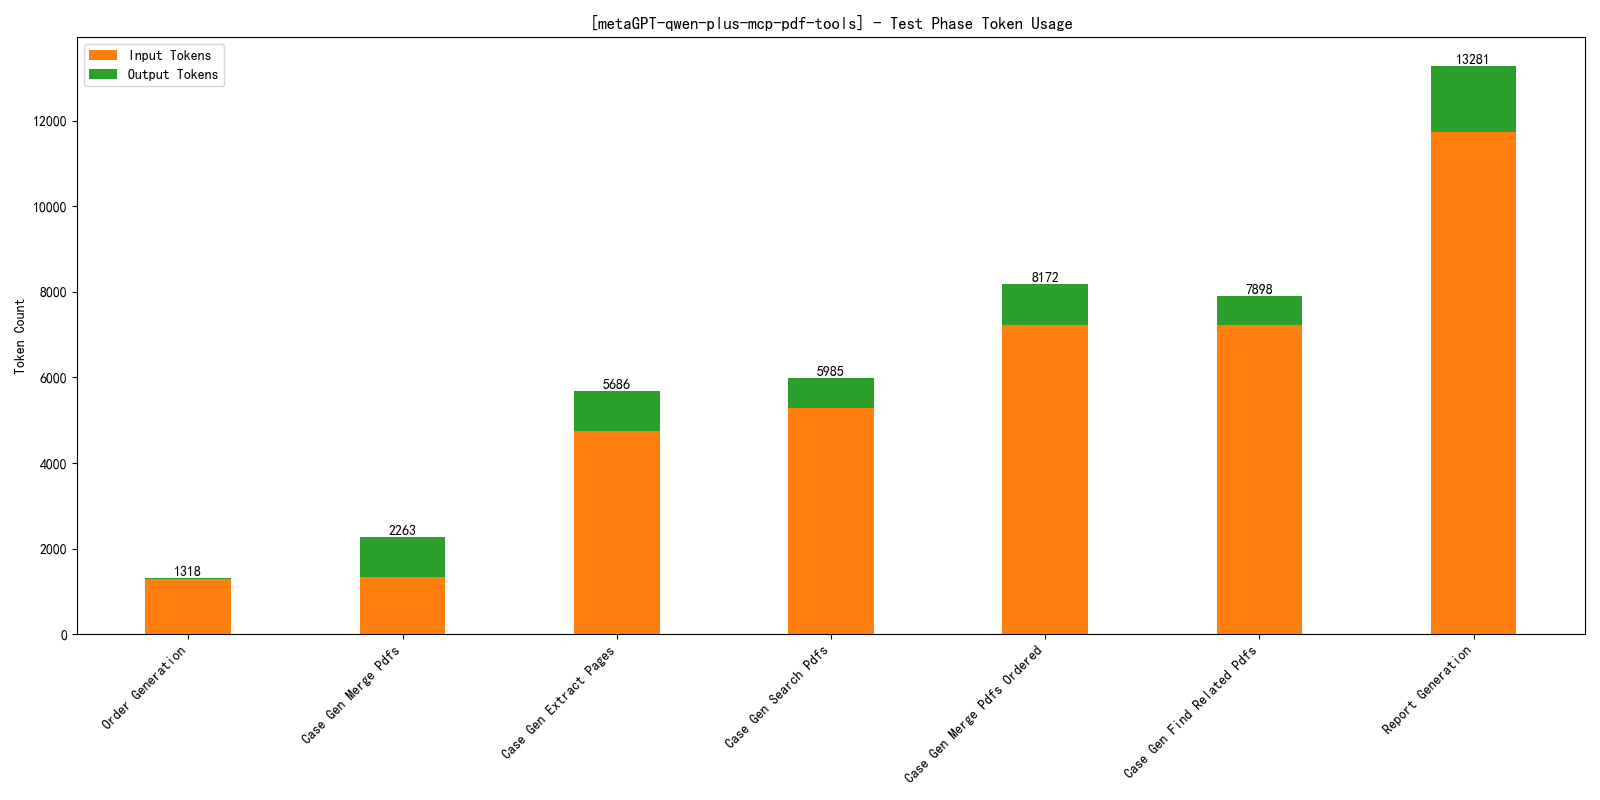 [metaGPT-qwen-plus-mcp-pdf-tools] - Test Phase Token Usage
Input Tokens
Output Tokens
Token Count
12000
10000
8000
6000
4000
2000
0
1318
2263
5686
5985
8172
7898
13281
Order Generation
Case Gen Merge Pdfs
Case Gen Extract Pages
Case Gen Search Pdfs
Case Gen Merge Pdfs Ordered
Case Gen Find Related Pdfs
Report Generation